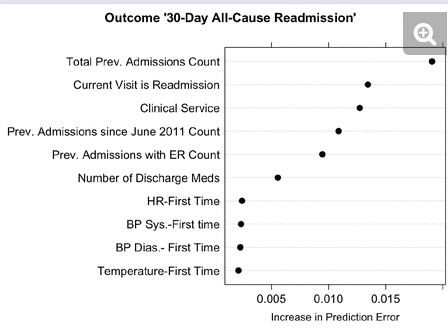 Outcome '30-Day All-Cause Readmission'
Total Prev. Admissions Count
Current Visit is Readmission
Clinical Service
Prev. Admissions since June 2011 Count
Prev. Admissions with ER Count
Number of Discharge Meds
HR-First Time
BP Sys.-First time
BP Dias.- First Time
Temperature-First Time
0.005 0.010 0.015
Increase in Prediction Error